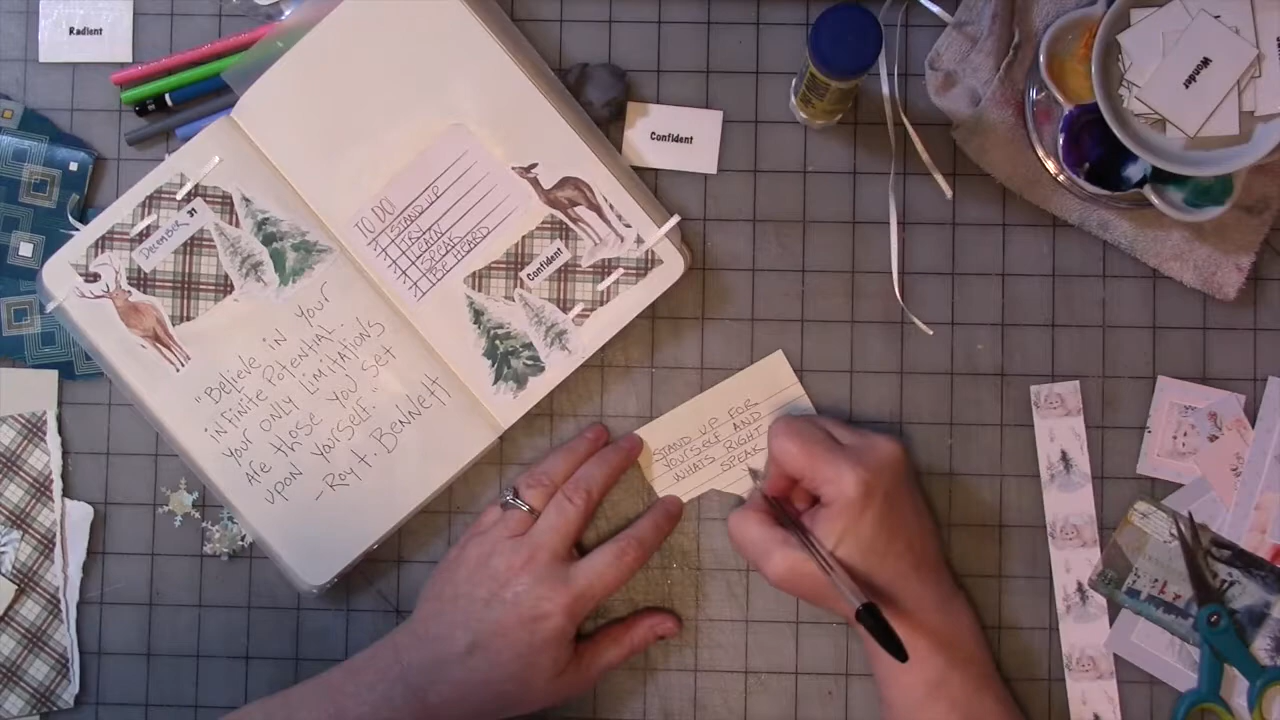 Radient
December 31
"Believe in Your
infinite Potential.
Your only Limitations
Are those You set
upon Yourself."
-Roy t. Bennett
TO DO!
STAND UP
TRY
LEARN
SPEAK
BE HEARD
Confident
Confident
STAND UP FOR
YOURSELF AND
WHATS RIGHT
SPEAK
Wonder